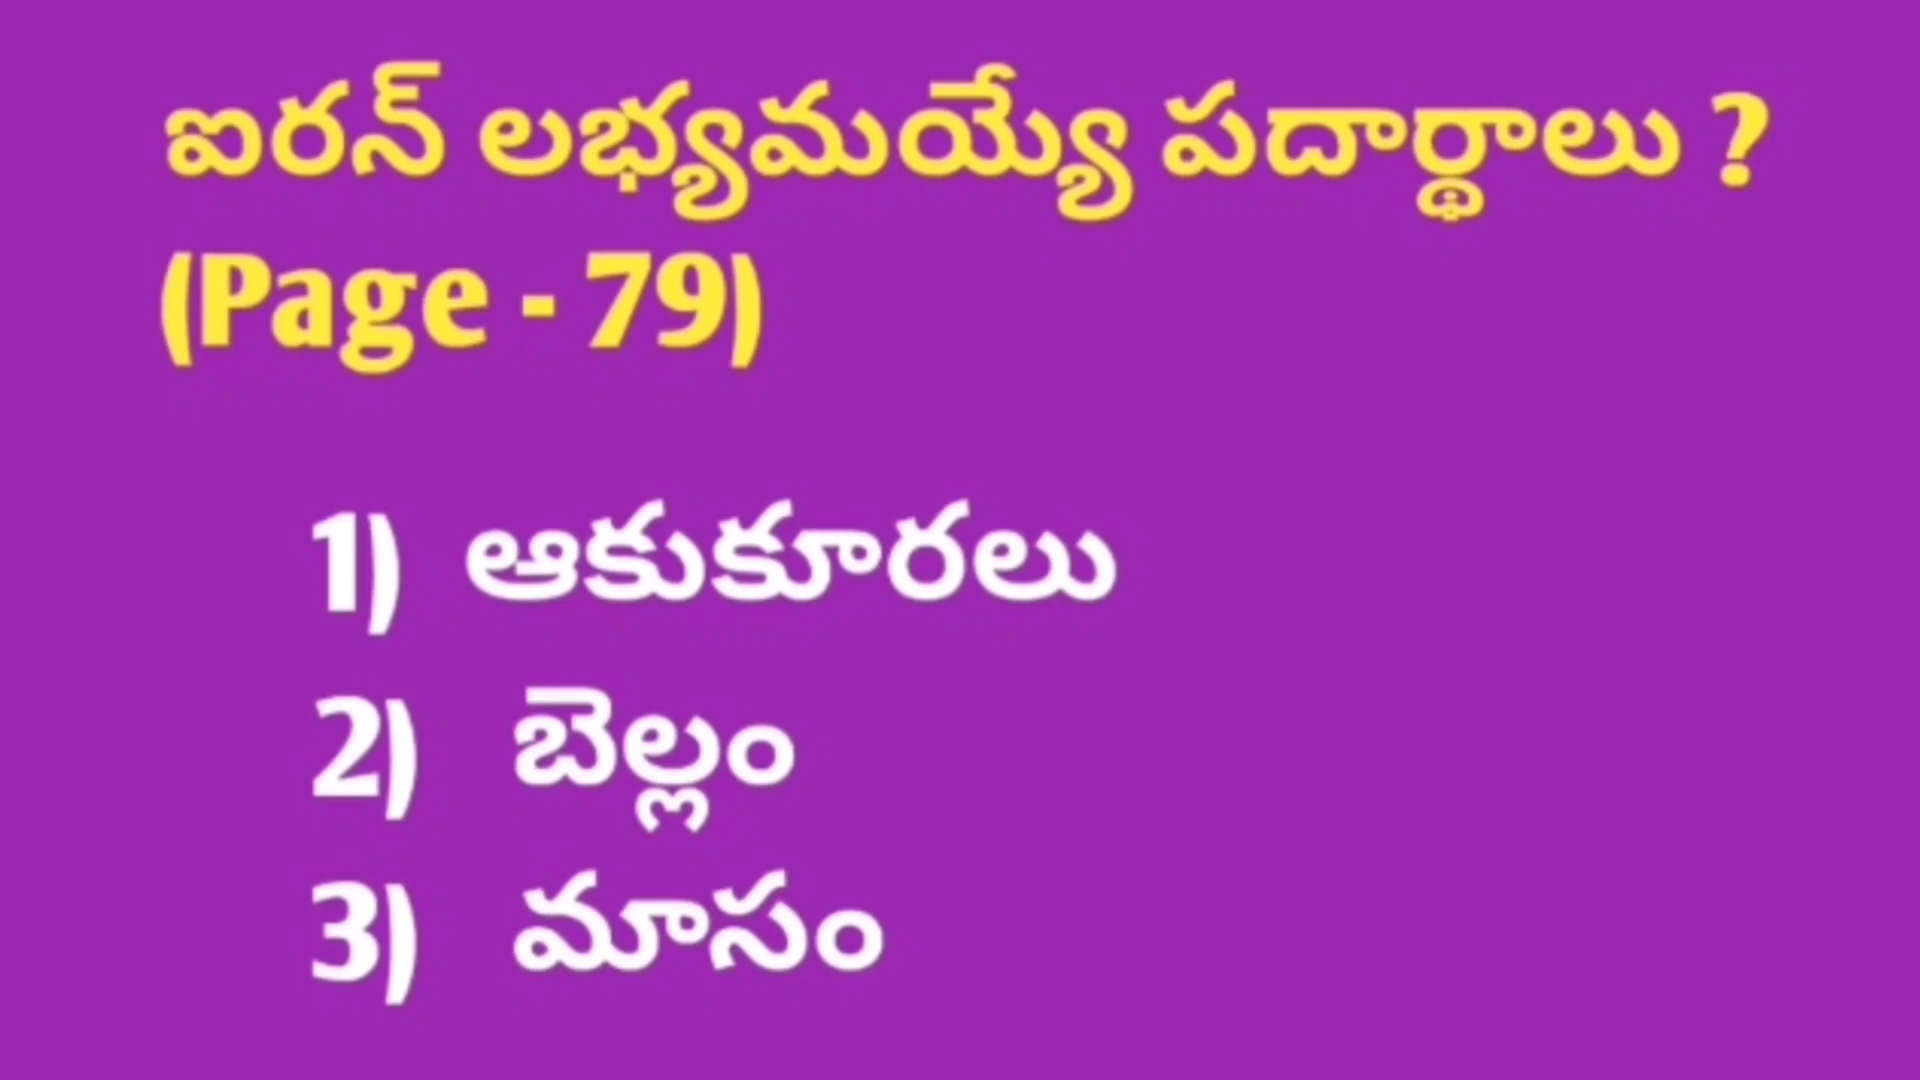 ఐరన్ లభ్యమయ్యే పదార్థాలు ?
(Page - 79)
1) ఆకుకూరలు
2) బెల్లం
3) మాసం